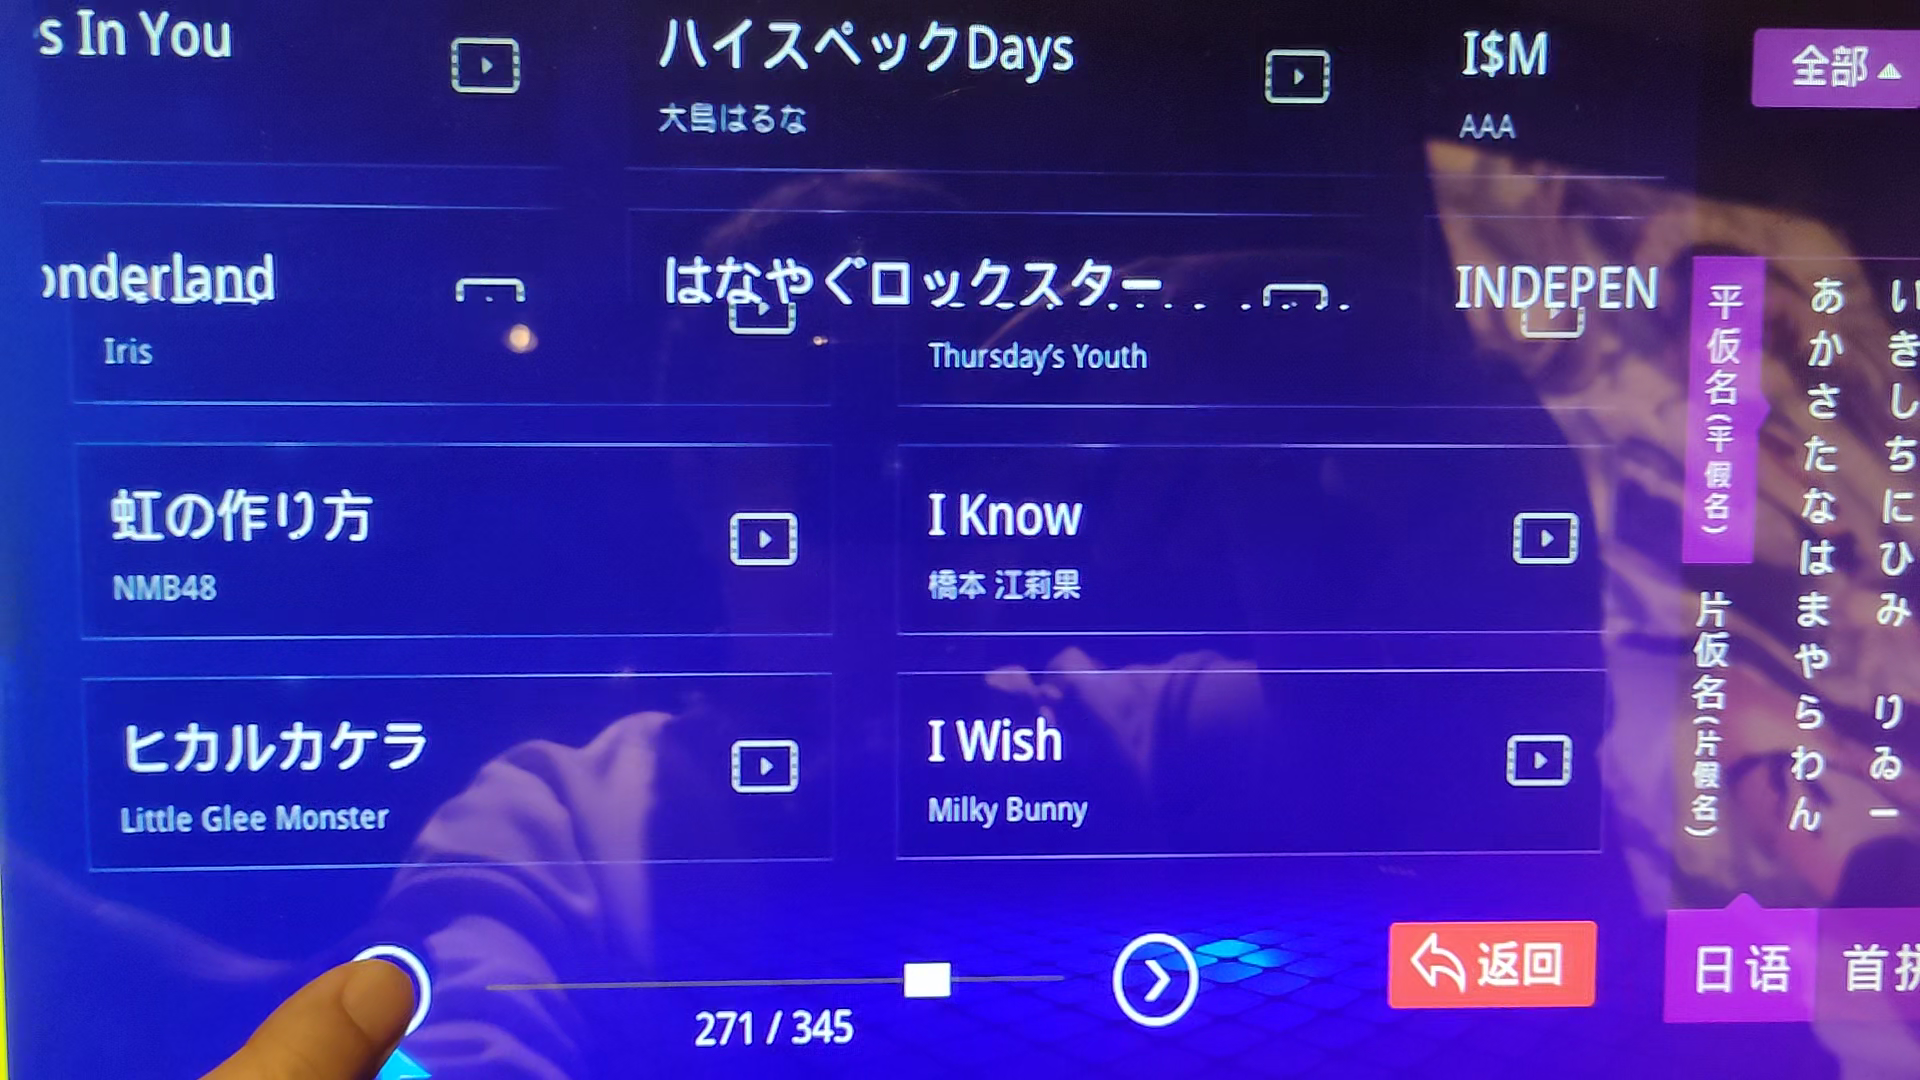 s In You
ハイスペックDays
大島はるな
I$M
AAA
全部
onderland
はなやぐロックスター
INDEPEN
Iris
Thursday's Youth
虹の作り方
NMB48
I Know
橋本 江莉果
ヒカルカケラ
Little Glee Monster
I Wish
Milky Bunny
271 / 345
返回
平仮名(平假名)
片仮名(片假名)
あかさたなはまやらわん
いきしちにひみ りゐー
日语
首拼